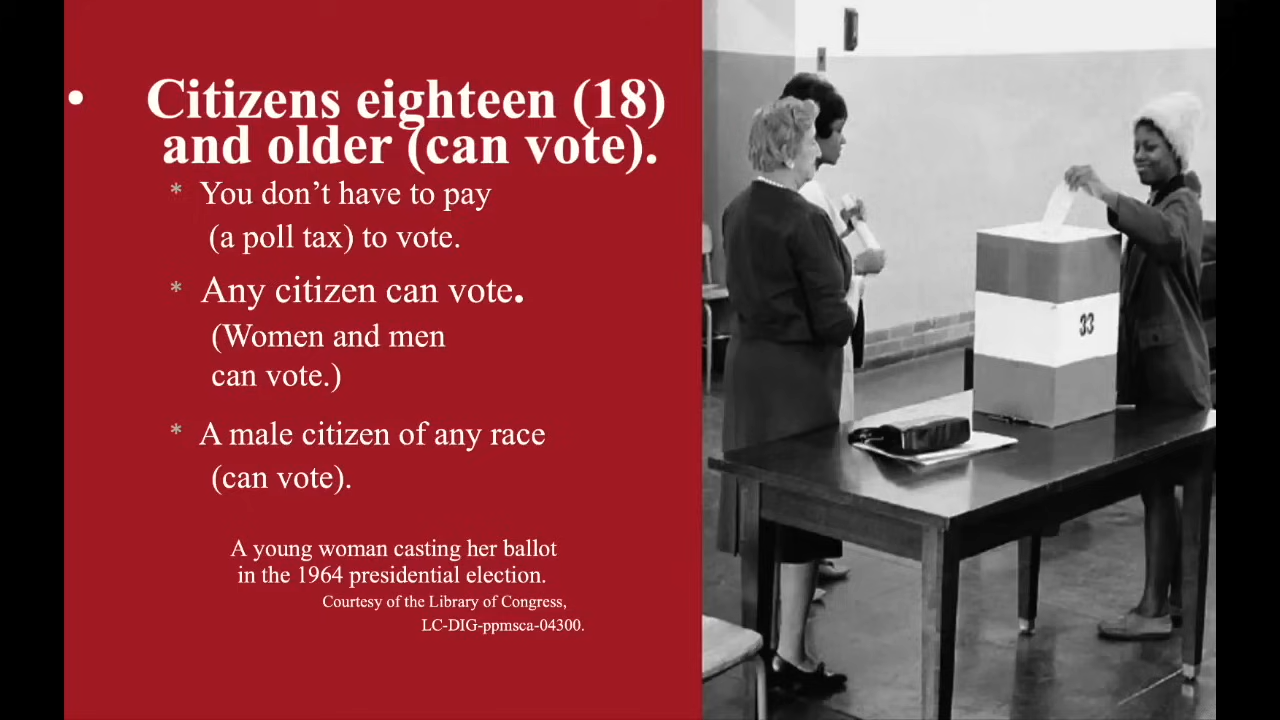 • Citizens eighteen (18)
and older (can vote).
* You don’t have to pay
(a poll tax) to vote.
* Any citizen can vote.
(Women and men
can vote.)
* A male citizen of any race
(can vote).
A young woman casting her ballot
in the 1964 presidential election.
Courtesy of the Library of Congress,
LC-DIG-ppmsca-04300.
33